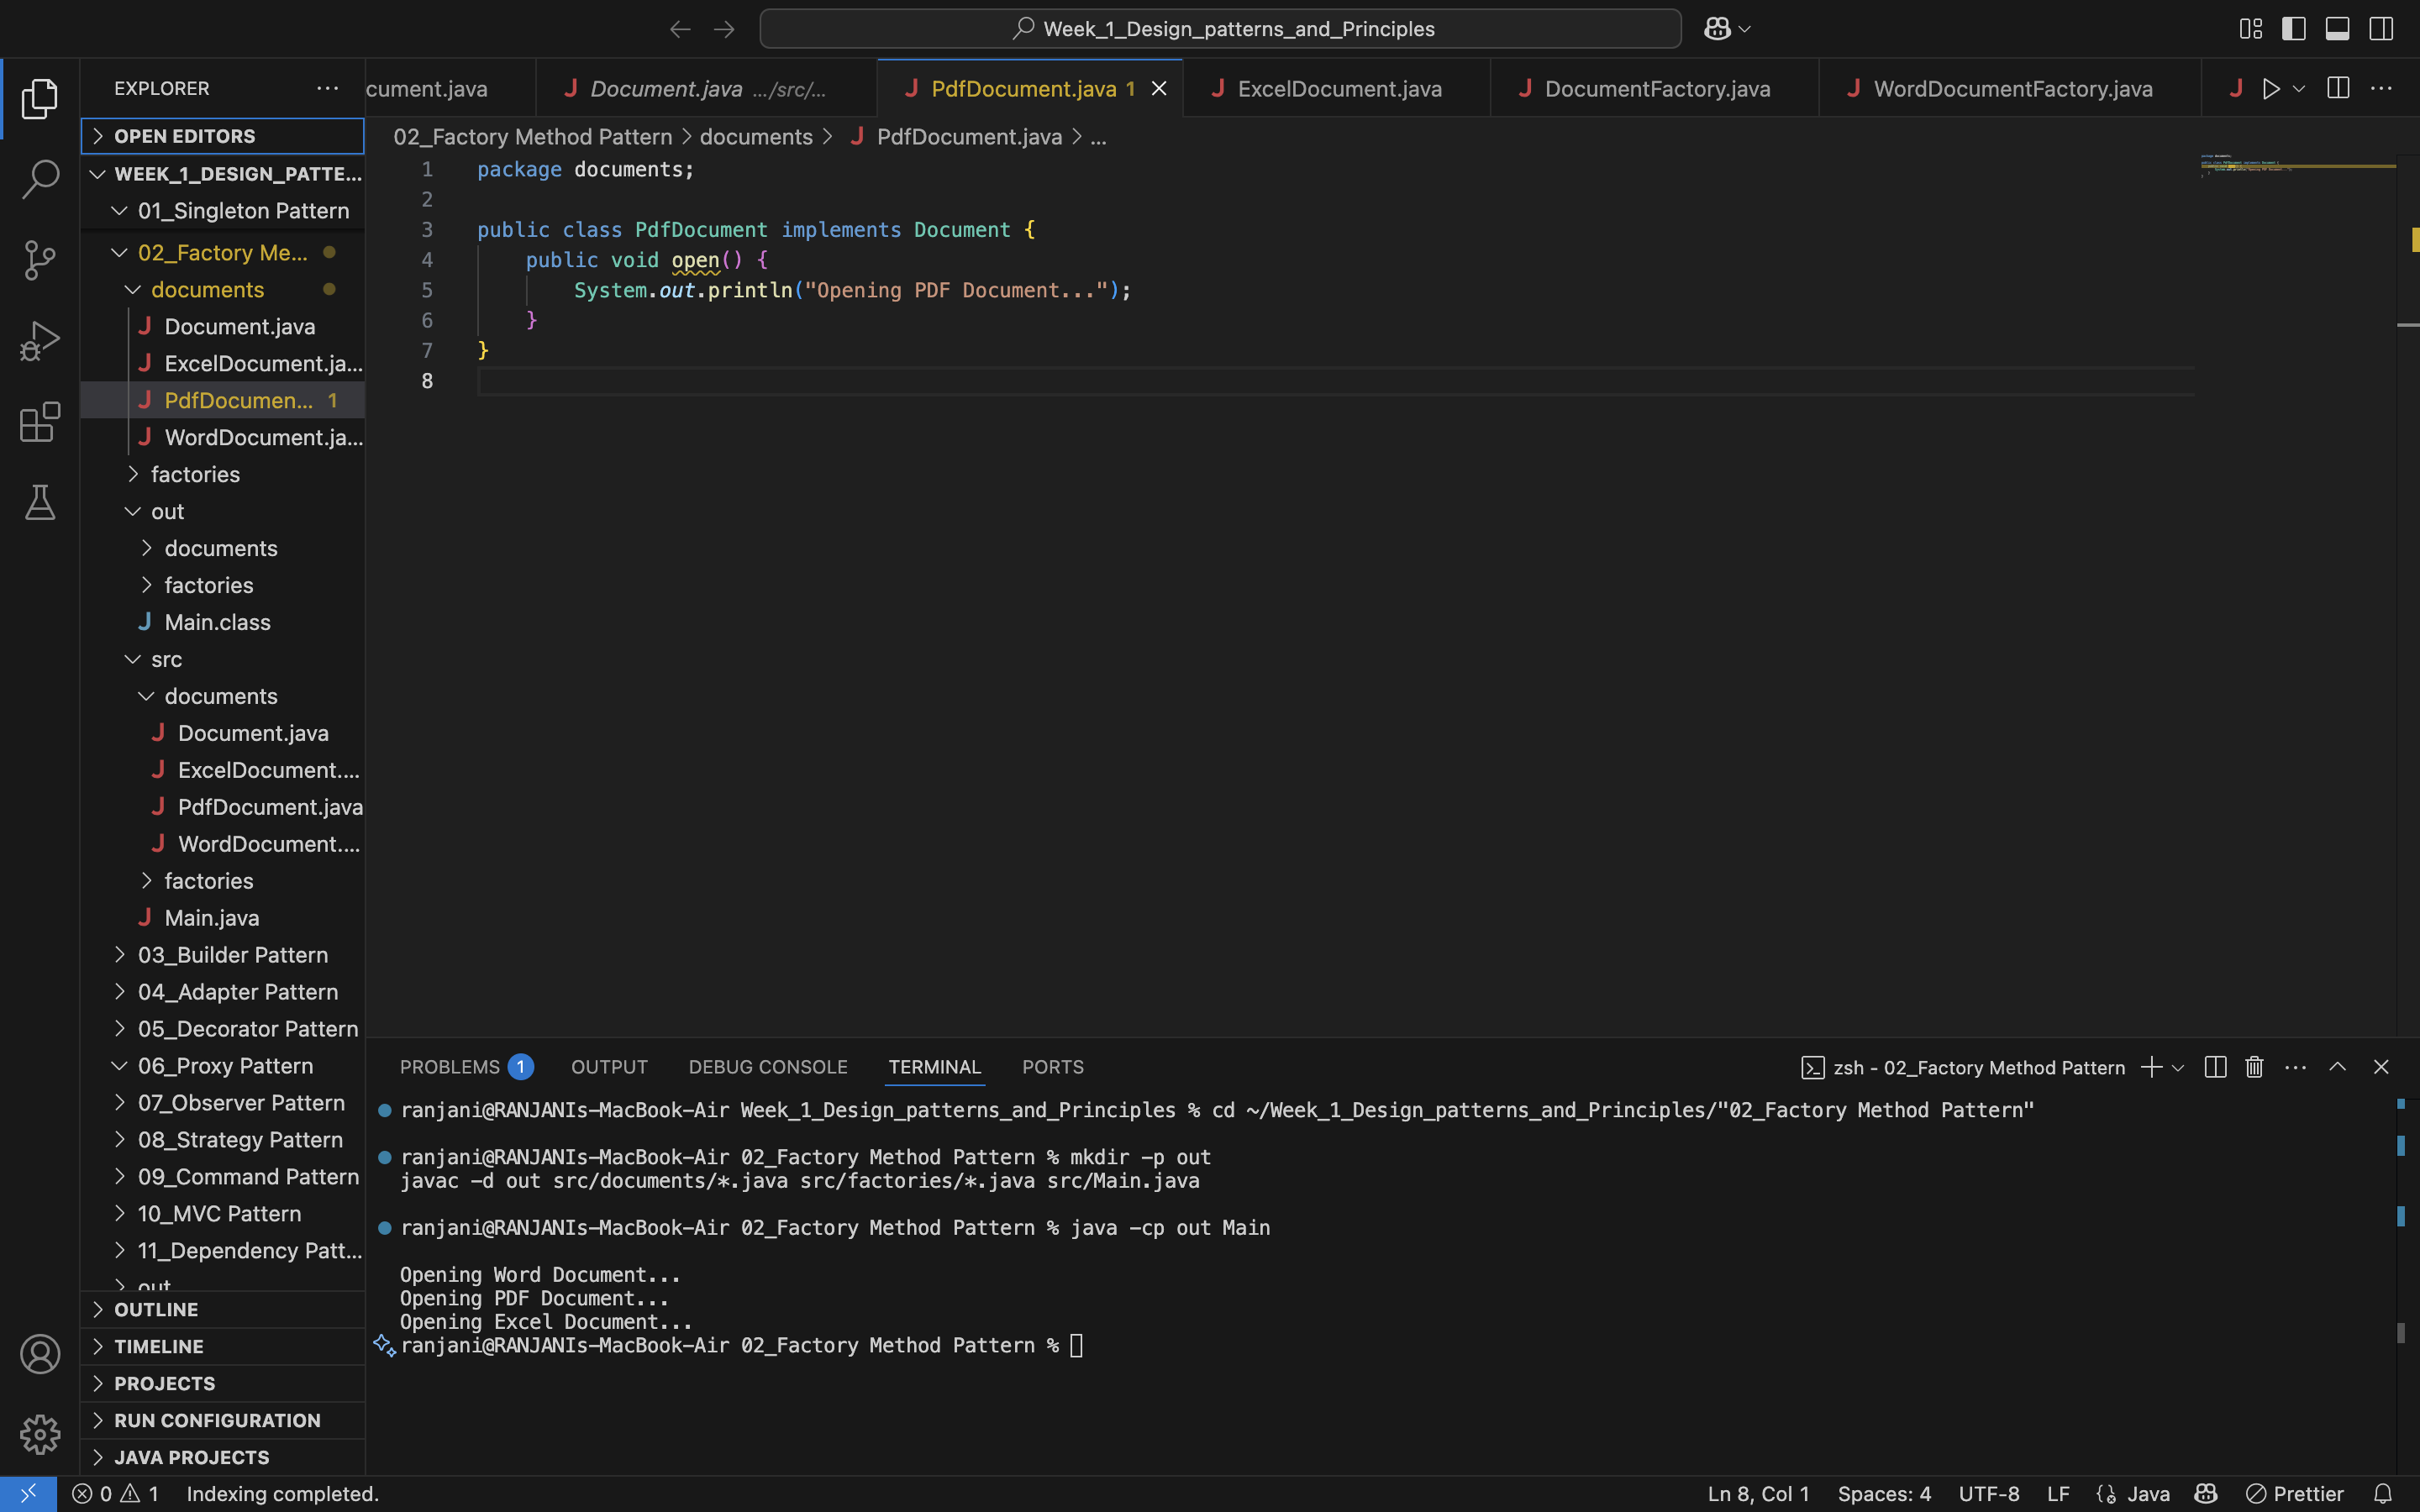 Week_1_Design_patterns_and_Principles
EXPLORER
cument.java
Document.java .../src/...
PdfDocument.java 1
ExcelDocument.java
DocumentFactory.java
WordDocumentFactory.java
OPEN EDITORS
WEEK_1_DESIGN_PATTE...
01_Singleton Pattern
02_Factory Me...
documents
Document.java
ExcelDocument.ja...
PdfDocumen... 1
WordDocument.ja...
factories
out
documents
factories
Main.class
src
documents
Document.java
ExcelDocument....
PdfDocument.java
WordDocument....
factories
Main.java
03_Builder Pattern
04_Adapter Pattern
05_Decorator Pattern
06_Proxy Pattern
07_Observer Pattern
08_Strategy Pattern
09_Command Pattern
10_MVC Pattern
11_Dependency Patt...
out
OUTLINE
TIMELINE
PROJECTS
RUN CONFIGURATION
JAVA PROJECTS
02_Factory Method Pattern > documents > PdfDocument.java > ...
1 package documents;
2
3 public class PdfDocument implements Document {
4     public void open() {
5         System.out.println("Opening PDF Document...");
6     }
7 }
8
PROBLEMS 1 OUTPUT DEBUG CONSOLE TERMINAL PORTS
zsh - 02_Factory Method Pattern
ranjani@RANJANIs-MacBook-Air Week_1_Design_patterns_and_Principles % cd ~/Week_1_Design_patterns_and_Principles/"02_Factory Method Pattern"
ranjani@RANJANIs-MacBook-Air 02_Factory Method Pattern % mkdir -p out
javac -d out src/documents/*.java src/factories/*.java src/Main.java
ranjani@RANJANIs-MacBook-Air 02_Factory Method Pattern % java -cp out Main
Opening Word Document...
Opening PDF Document...
Opening Excel Document...
ranjani@RANJANIs-MacBook-Air 02_Factory Method Pattern %
0 1 Indexing completed.
Ln 8, Col 1 Spaces: 4 UTF-8 LF Java Prettier